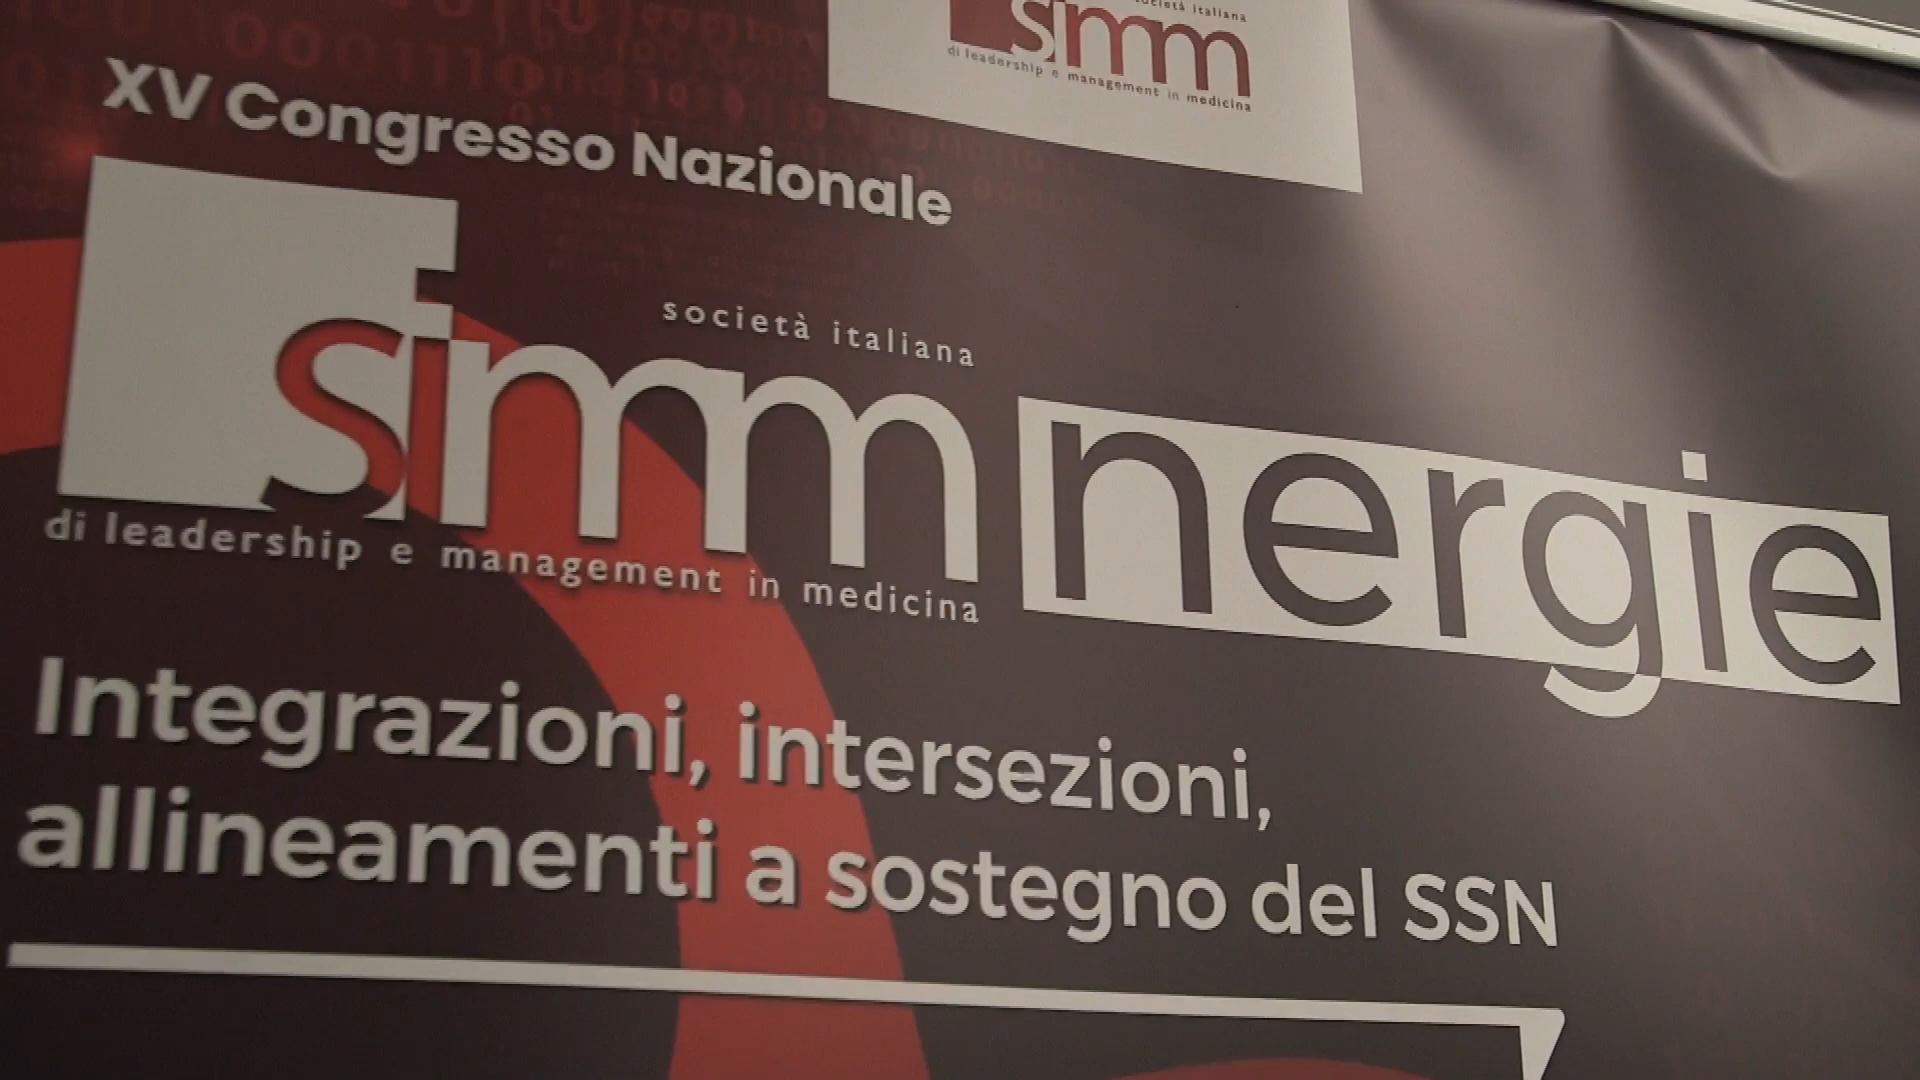 società italiana
simm
di leadership e management in medicina
XV Congresso Nazionale
società italiana
simm nergie
di leadership e management in medicina
Integrazioni, intersezioni,
allineamenti a sostegno del SSN